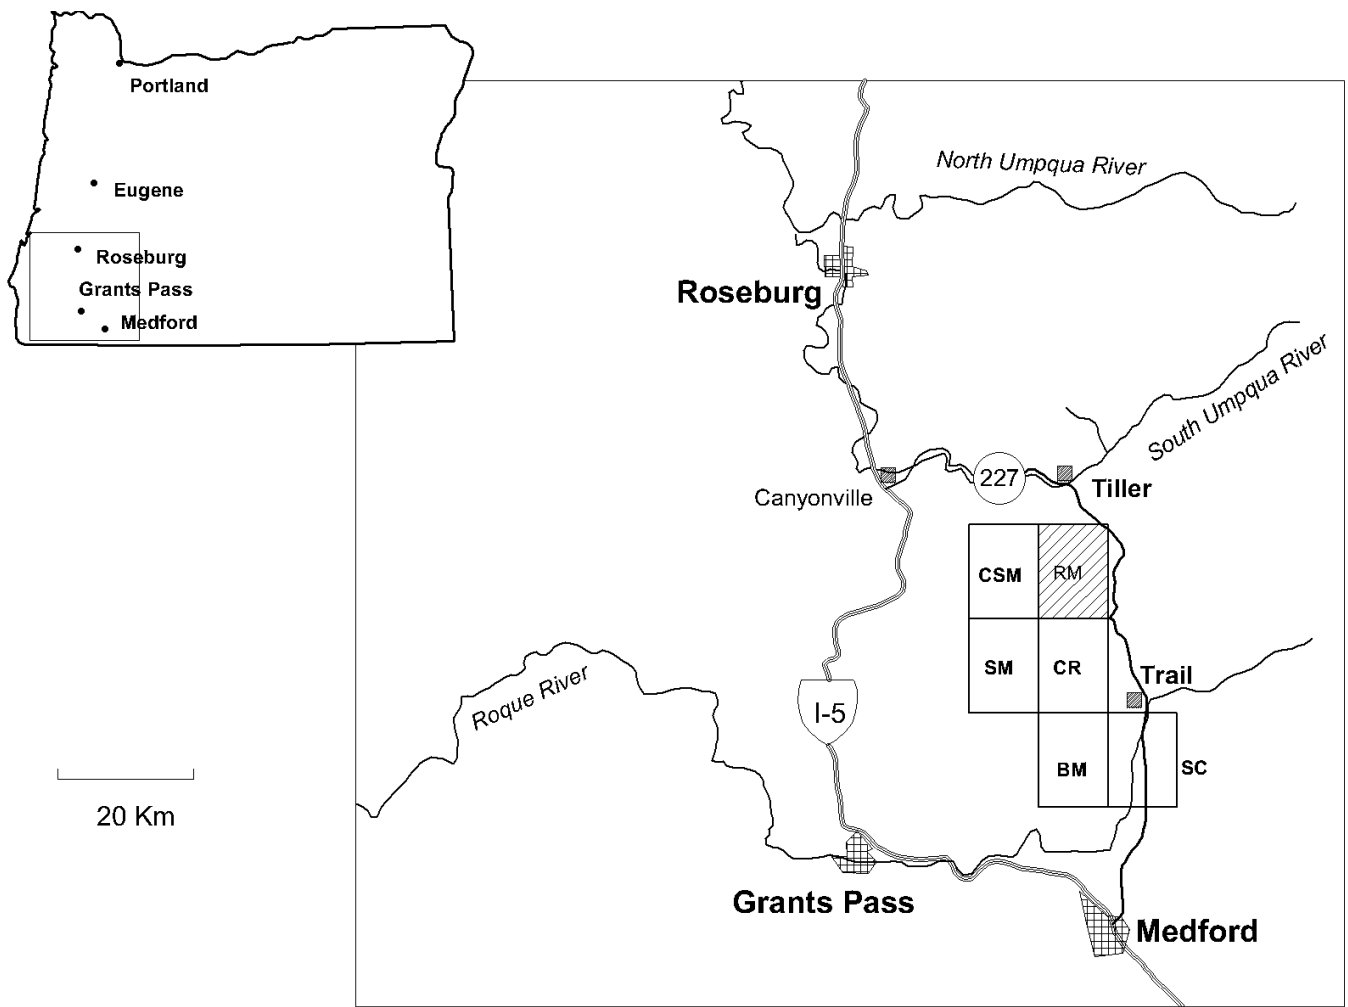 Portland
Eugene
Roseburg
Grants Pass
Medford
North Umpqua River
Roseburg
South Umpqua River
227
Tiller
Canyonville
CSM
RM
SM
CR
Trail
Roque River
I-5
BM
SC
20 Km
Grants Pass
Medford